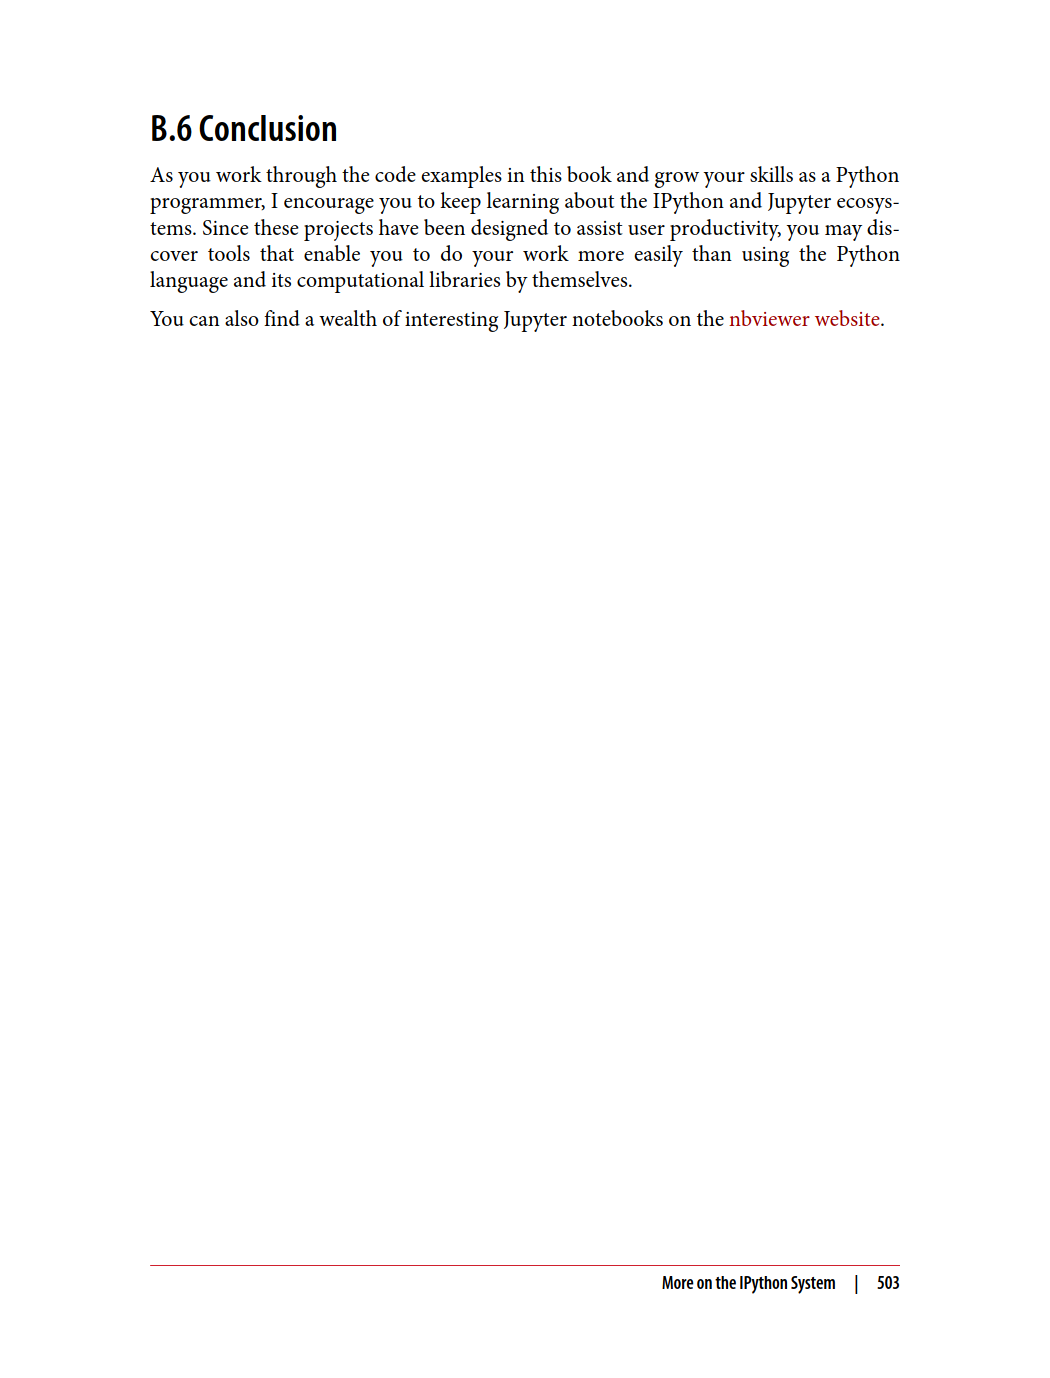 B.6 Conclusion
As you work through the code examples in this book and grow your skills as a Python
programmer, I encourage you to keep learning about the IPython and Jupyter ecosys-
tems. Since these projects have been designed to assist user productivity, you may dis-
cover tools that enable you to do your work more easily than using the Python
language and its computational libraries by themselves.
You can also find a wealth of interesting Jupyter notebooks on the nbviewer website.
More on the IPython System | 503